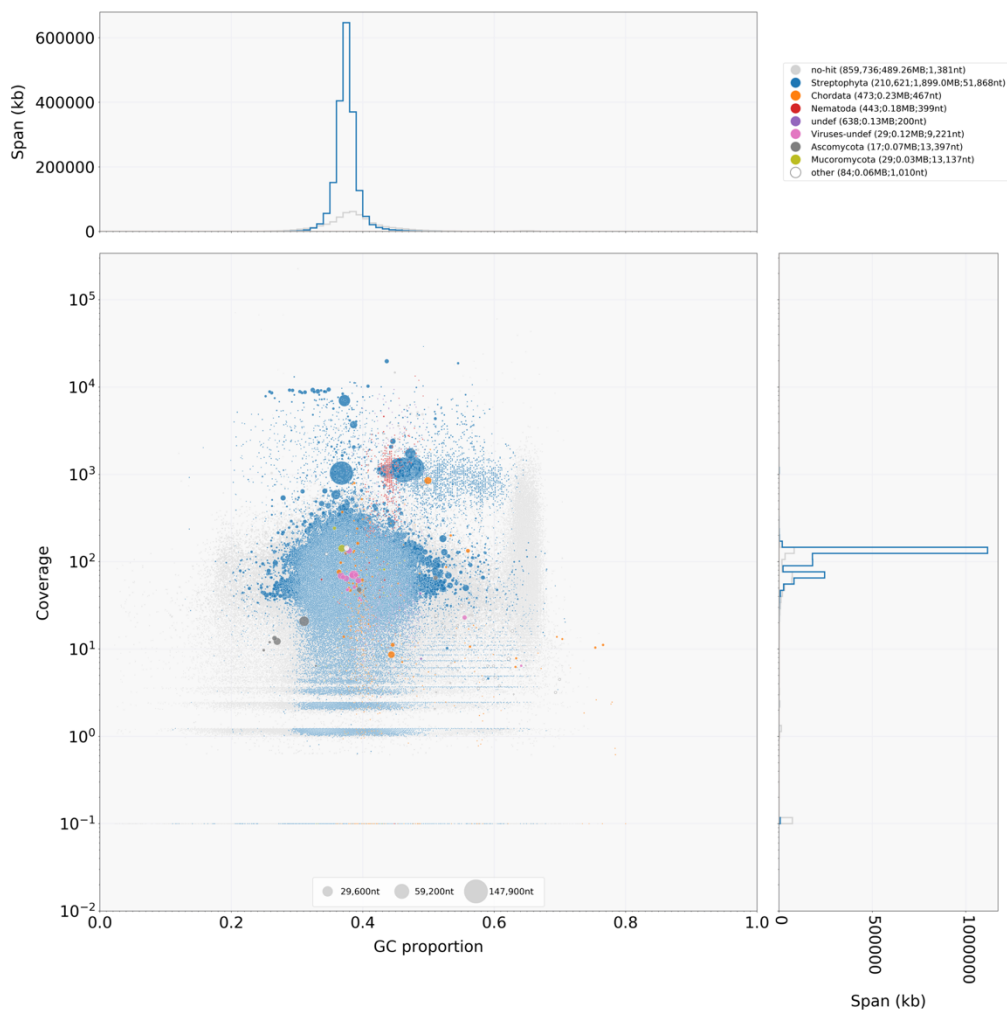 Span (kb)
600000
400000
200000
0
no-hit (859,736;489.26MB;1,381nt)
Streptophyta (210,621;1,899.0MB;51,868nt)
Chordata (473;0.23MB;467nt)
Nematoda (443;0.18MB;399nt)
undef (638;0.13MB;200nt)
Viruses-undef (29;0.12MB;9,221nt)
Ascomycota (17;0.07MB;13,397nt)
Mucoromycota (29;0.03MB;13,137nt)
other (84;0.06MB;1,010nt)
Coverage
10⁵
10⁴
10³
10²
10¹
10⁰
10⁻¹
10⁻²
29,600nt
59,200nt
147,900nt
0.0
0.2
0.4
0.6
0.8
1.0
GC proportion
0
500000
1000000
Span (kb)